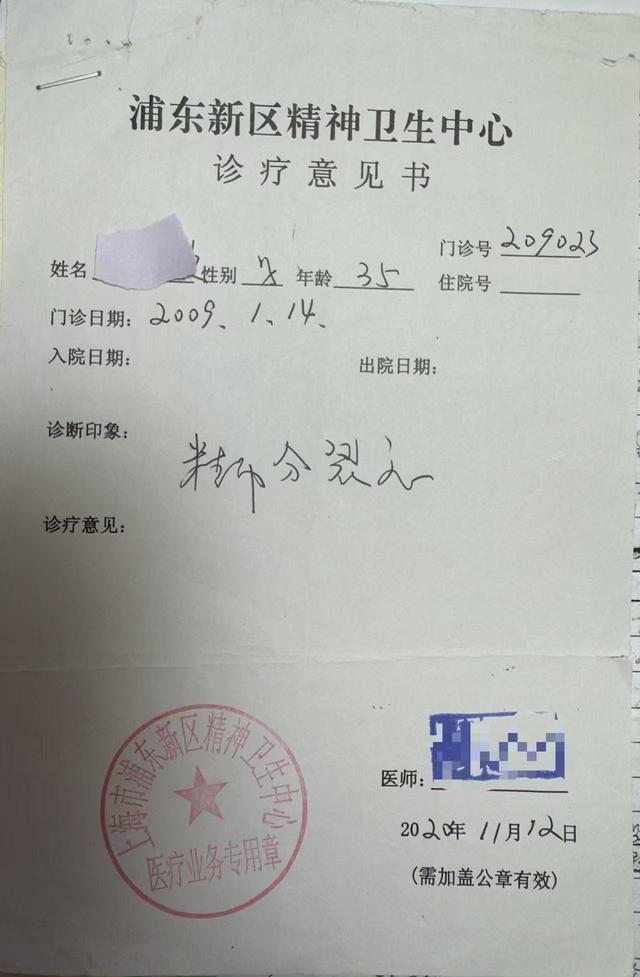 浦东新区精神卫生中心
诊疗意见书
门诊号 209023
姓名 性别 女 年龄 35 住院号
门诊日期: 2009.1.14.
入院日期: 出院日期:
诊断印象:
精神分裂症
诊疗意见:
上海市浦东新区精神卫生中心
医疗业务专用章
医师:
2020年11月12日
(需加盖公章有效)